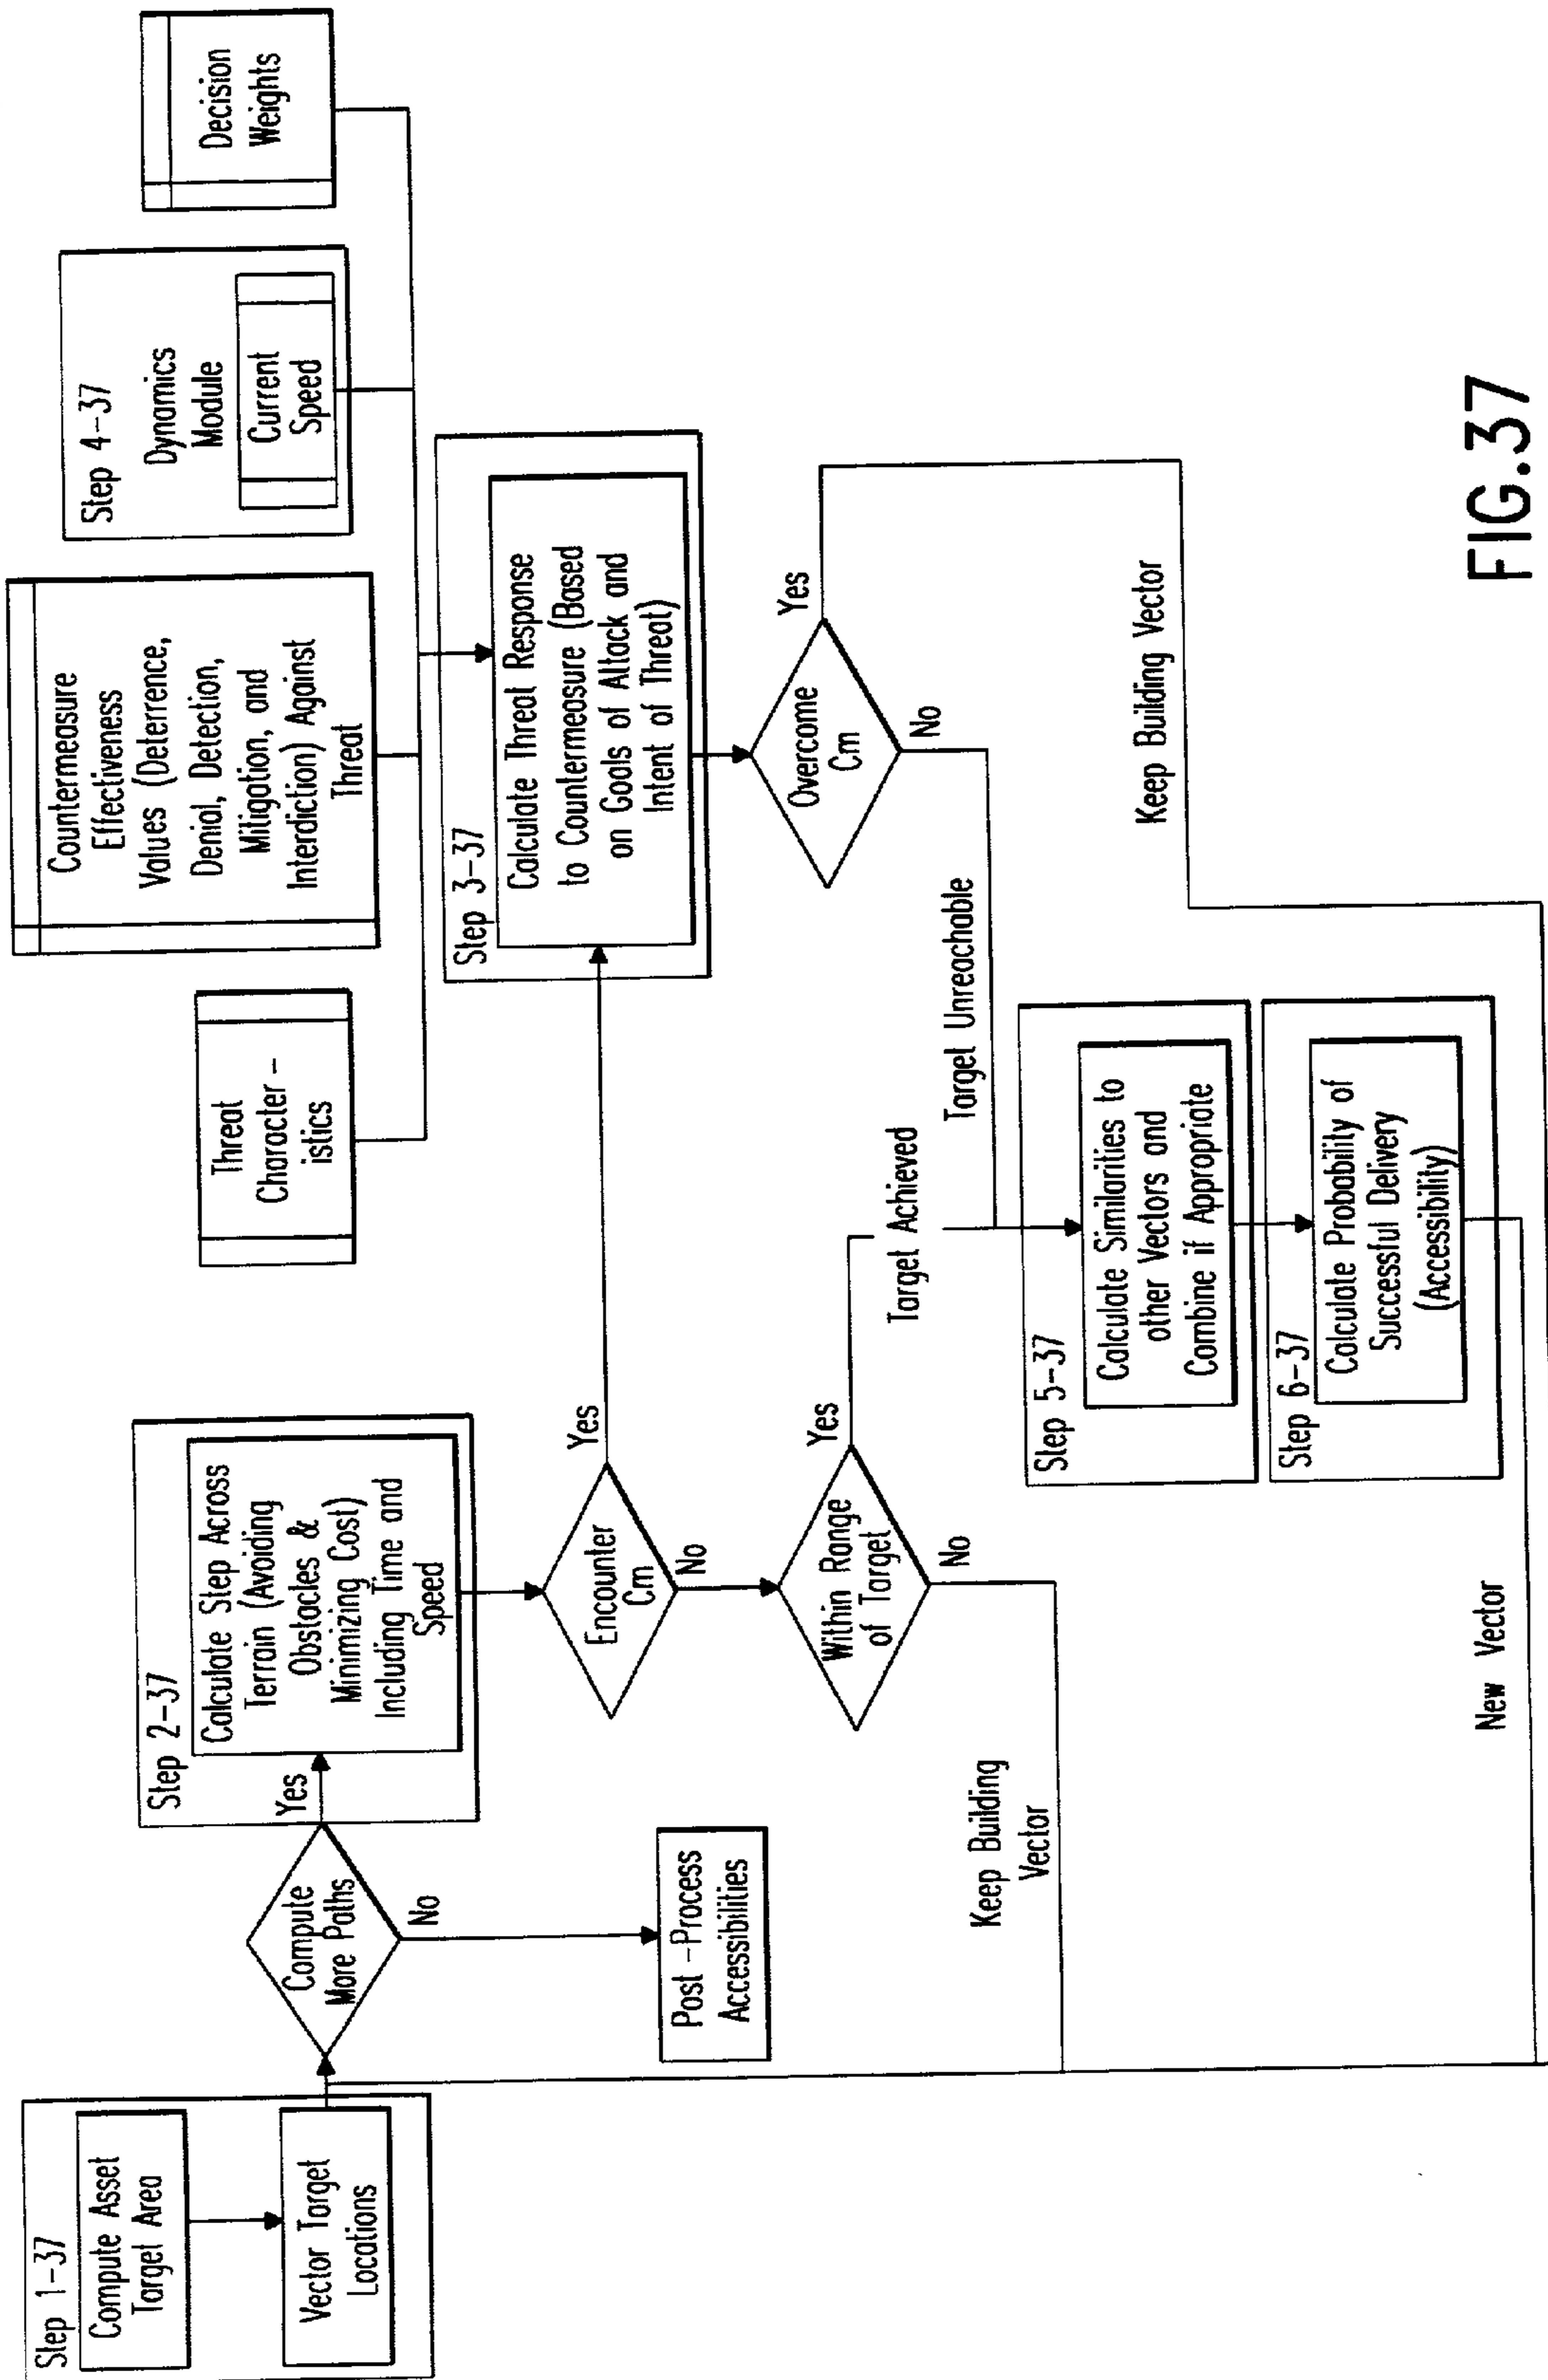 Step 1-37
Compute Asset
Target Area
Vector Target
Locations
Compute
More Paths
Yes
No
Post-Process
Accessibilities
Step 2-37
Calculate Step Across
Terrain (Avoiding
Obstacles &
Minimizing Cost)
Including Time and
Speed
Encounter
Cm
Yes
No
Within Range
of Target
Yes
No
Keep Building
Vector
Target Achieved
Threat
Character-
istics
Countermeasure
Effectiveness
Values (Deterrence,
Denial, Detection,
Mitigation, and
Interdiction) Against
Threat
Step 4-37
Dynamics
Module
Current
Speed
Decision
Weights
Step 3-37
Calculate Threat Response
to Countermeasure (Based
on Goals of Attack and
Intent of Threat)
Overcome
Cm
Yes
No
Target Unreachable
Keep Building Vector
Step 5-37
Calculate Similarities to
other Vectors and
Combine if Appropriate
Step 6-37
Calculate Probability of
Successful Delivery
(Accessibility)
New Vector
FIG.37